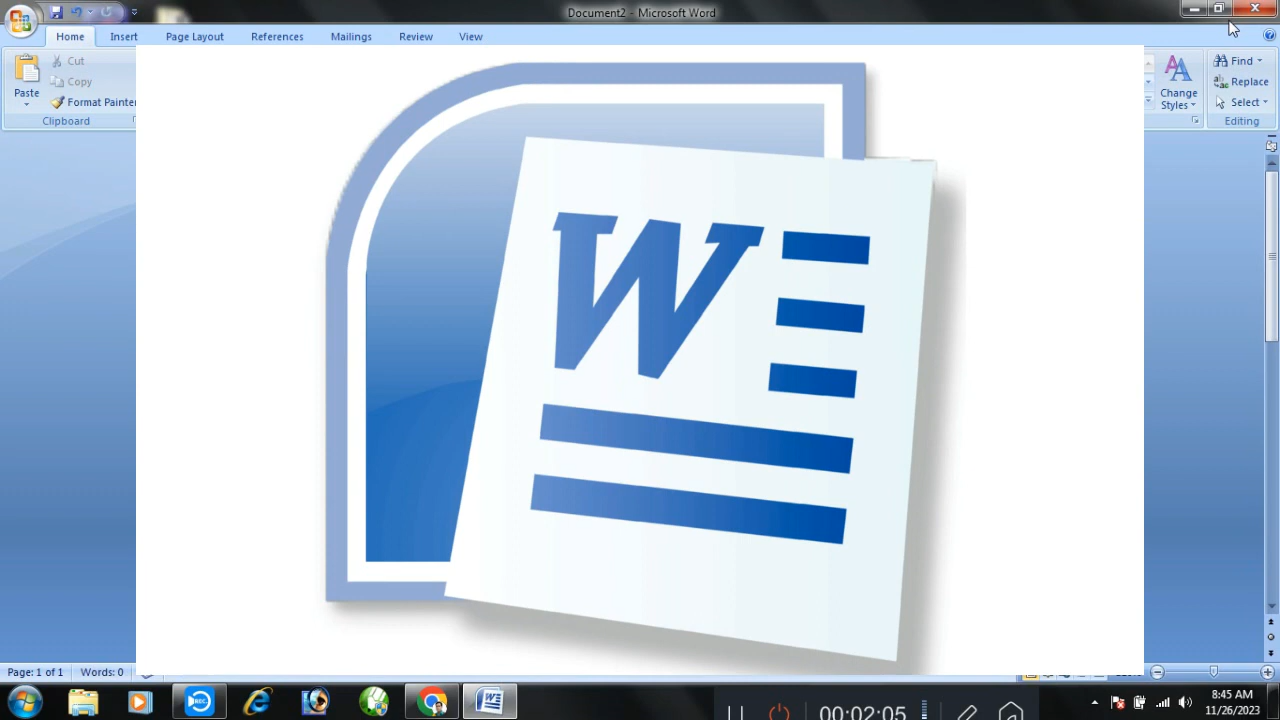 Document2 - Microsoft Word
Home Insert Page Layout References Mailings Review View
Cut
Copy
Format Painter
Paste
Clipboard
Change
Styles
Find
Replace
Select
Editing
W
Page: 1 of 1 Words: 0
REC
00:02:05
8:45 AM
11/26/2023